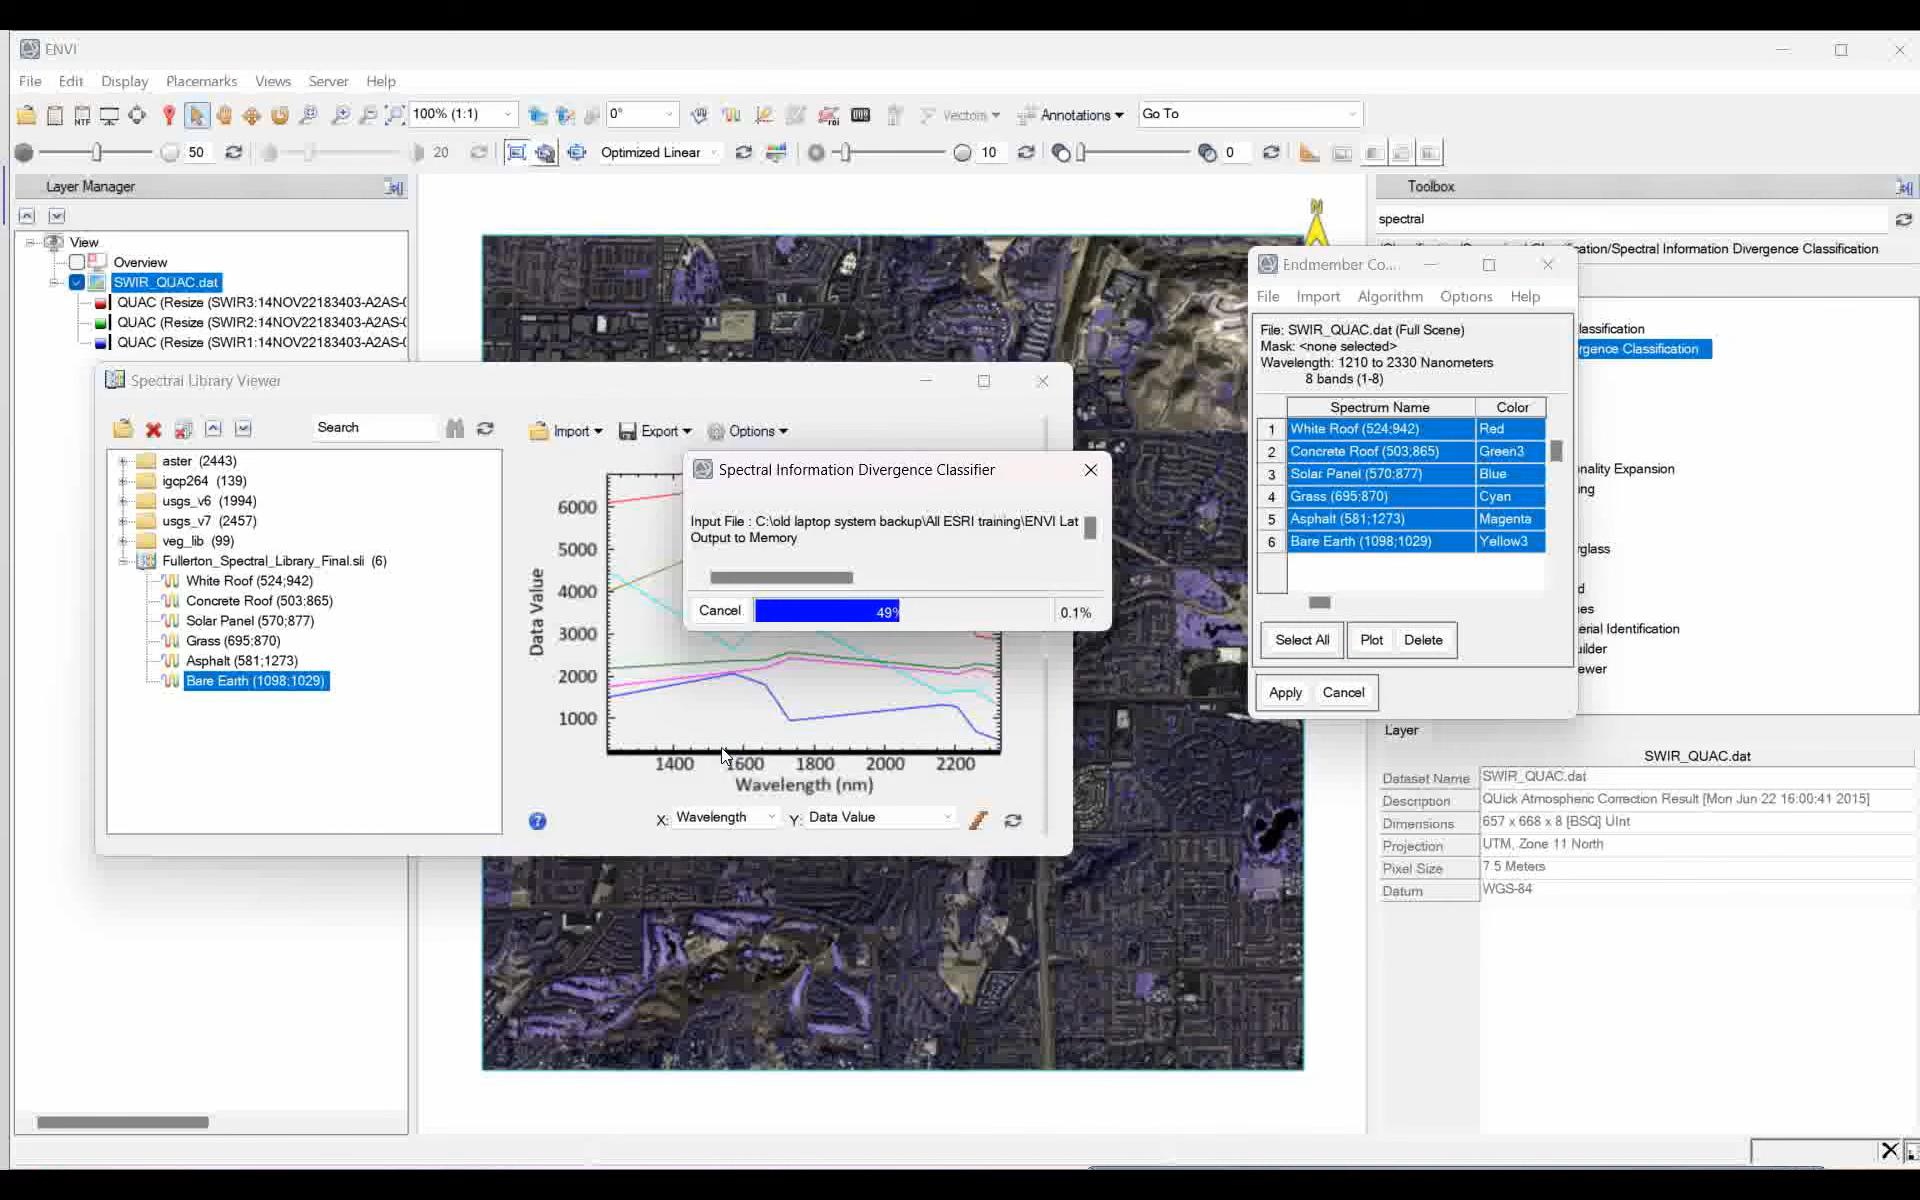 ENVI
File Edit Display Placemarks Views Server Help
NTF 100% (1:1) 0° roi Vectors Annotations Go To
50 20 Optimized Linear 10 0
Layer Manager
View
Overview
SWIR_QUAC.dat
QUAC (Resize (SWIR3:14NOV22183403-A2AS-0
QUAC (Resize (SWIR2:14NOV22183403-A2AS-0
QUAC (Resize (SWIR1:14NOV22183403-A2AS-0
Spectral Library Viewer
Search
Import Export Options
aster (2443)
igcp264 (139)
usgs_v6 (1994)
usgs_v7 (2457)
veg_lib (99)
Fullerton_Spectral_Library_Final.sli (6)
White Roof (524;942)
Concrete Roof (503;865)
Solar Panel (570;877)
Grass (695;870)
Asphalt (581;1273)
Bare Earth (1098;1029)
Data Value
6000
5000
4000
3000
2000
1000
1400 1600 1800 2000 2200
Wavelength (nm)
X: Wavelength Y: Data Value
Spectral Information Divergence Classifier
Input File : C:\old laptop system backup\All ESRI training\ENVI Lat
Output to Memory
Cancel 49% 0.1%
N
Endmember Co...
File Import Algorithm Options Help
File: SWIR_QUAC.dat (Full Scene)
Mask: <none selected>
Wavelength: 1210 to 2330 Nanometers
8 bands (1-8)
Spectrum Name Color
1 White Roof (524;942) Red
2 Concrete Roof (503;865) Green3
3 Solar Panel (570;877) Blue
4 Grass (695;870) Cyan
5 Asphalt (581;1273) Magenta
6 Bare Earth (1098;1029) Yellow3
Select All Plot Delete
Apply Cancel
Toolbox
spectral
ication/Spectral Information Divergence Classification
lassification
rgence Classification
nality Expansion
ng
rglass
d
ues
erial Identification
uilder
ewer
Layer
SWIR_QUAC.dat
Dataset Name SWIR_QUAC.dat
Description QUick Atmospheric Correction Result [Mon Jun 22 16:00:41 2015]
Dimensions 657 x 668 x 8 [BSQ] UInt
Projection UTM, Zone 11 North
Pixel Size 7.5 Meters
Datum WGS-84